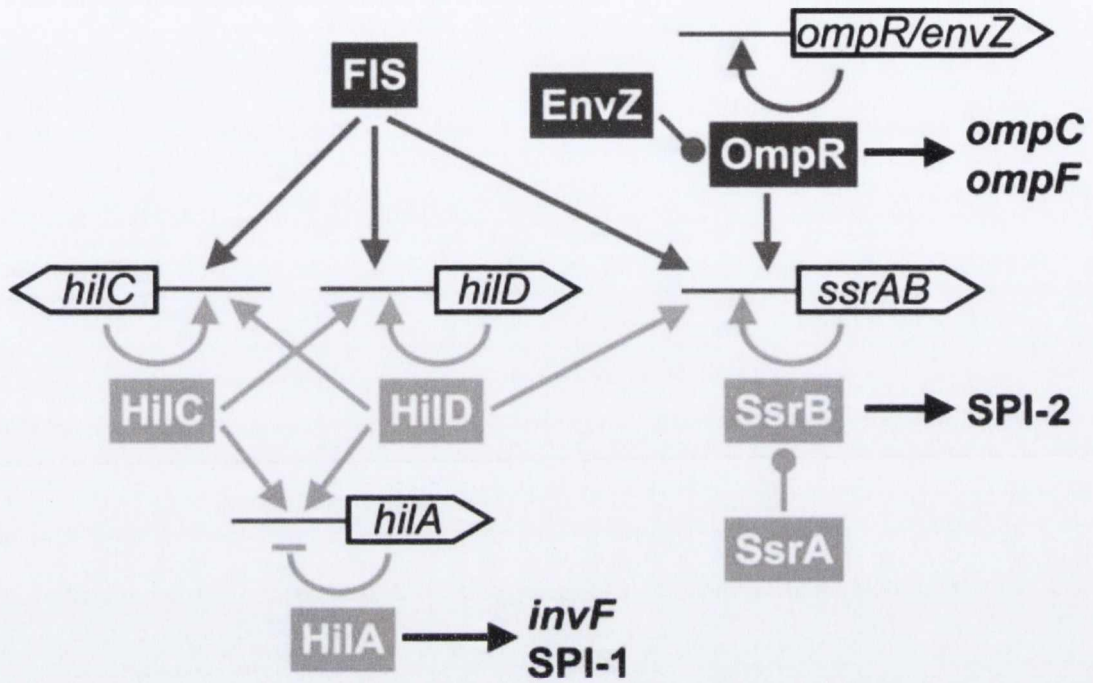 ompR/envZ
FIS
EnvZ
OmpR
ompC
ompF
hilC
hilD
ssrAB
HilC
HilD
SsrB
SPI-2
hilA
SsrA
HilA
invF
SPI-1